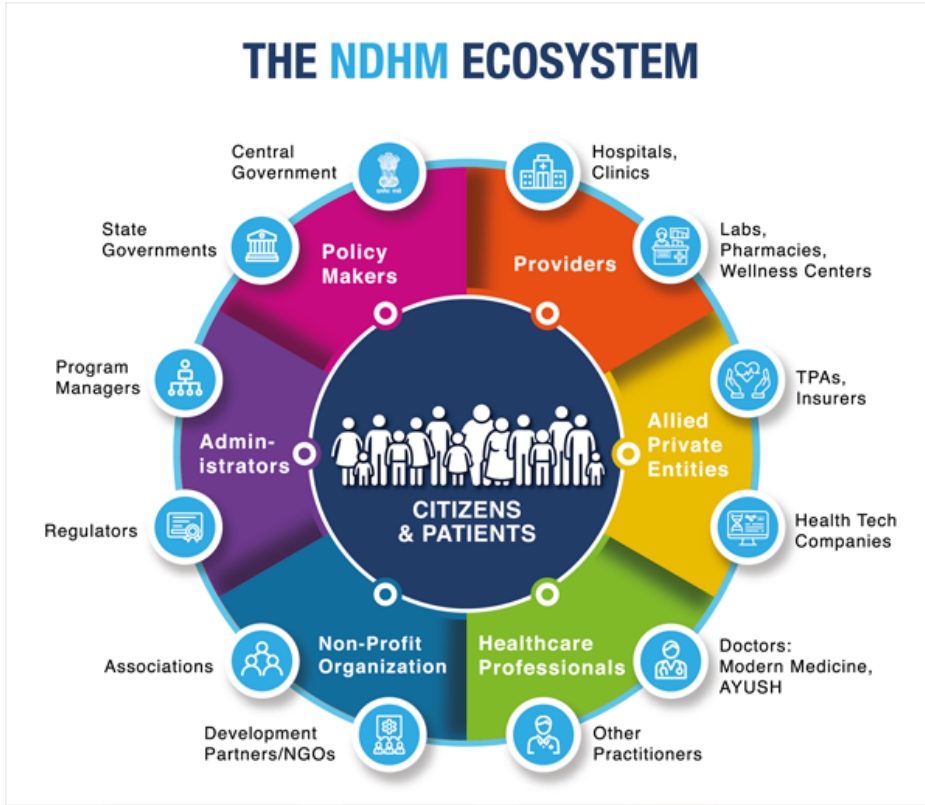 THE NDHM ECOSYSTEM
Central
Government
Hospitals,
Clinics
State
Governments
Policy
Makers
Providers
Labs,
Pharmacies,
Wellness Centers
Program
Managers
TPAs,
Insurers
Admin-
istrators
Allied
Private
Entities
CITIZENS
& PATIENTS
Regulators
Health Tech
Companies
Non-Profit
Organization
Healthcare
Professionals
Associations
Doctors:
Modern Medicine,
AYUSH
Development
Partners/NGOs
Other
Practitioners